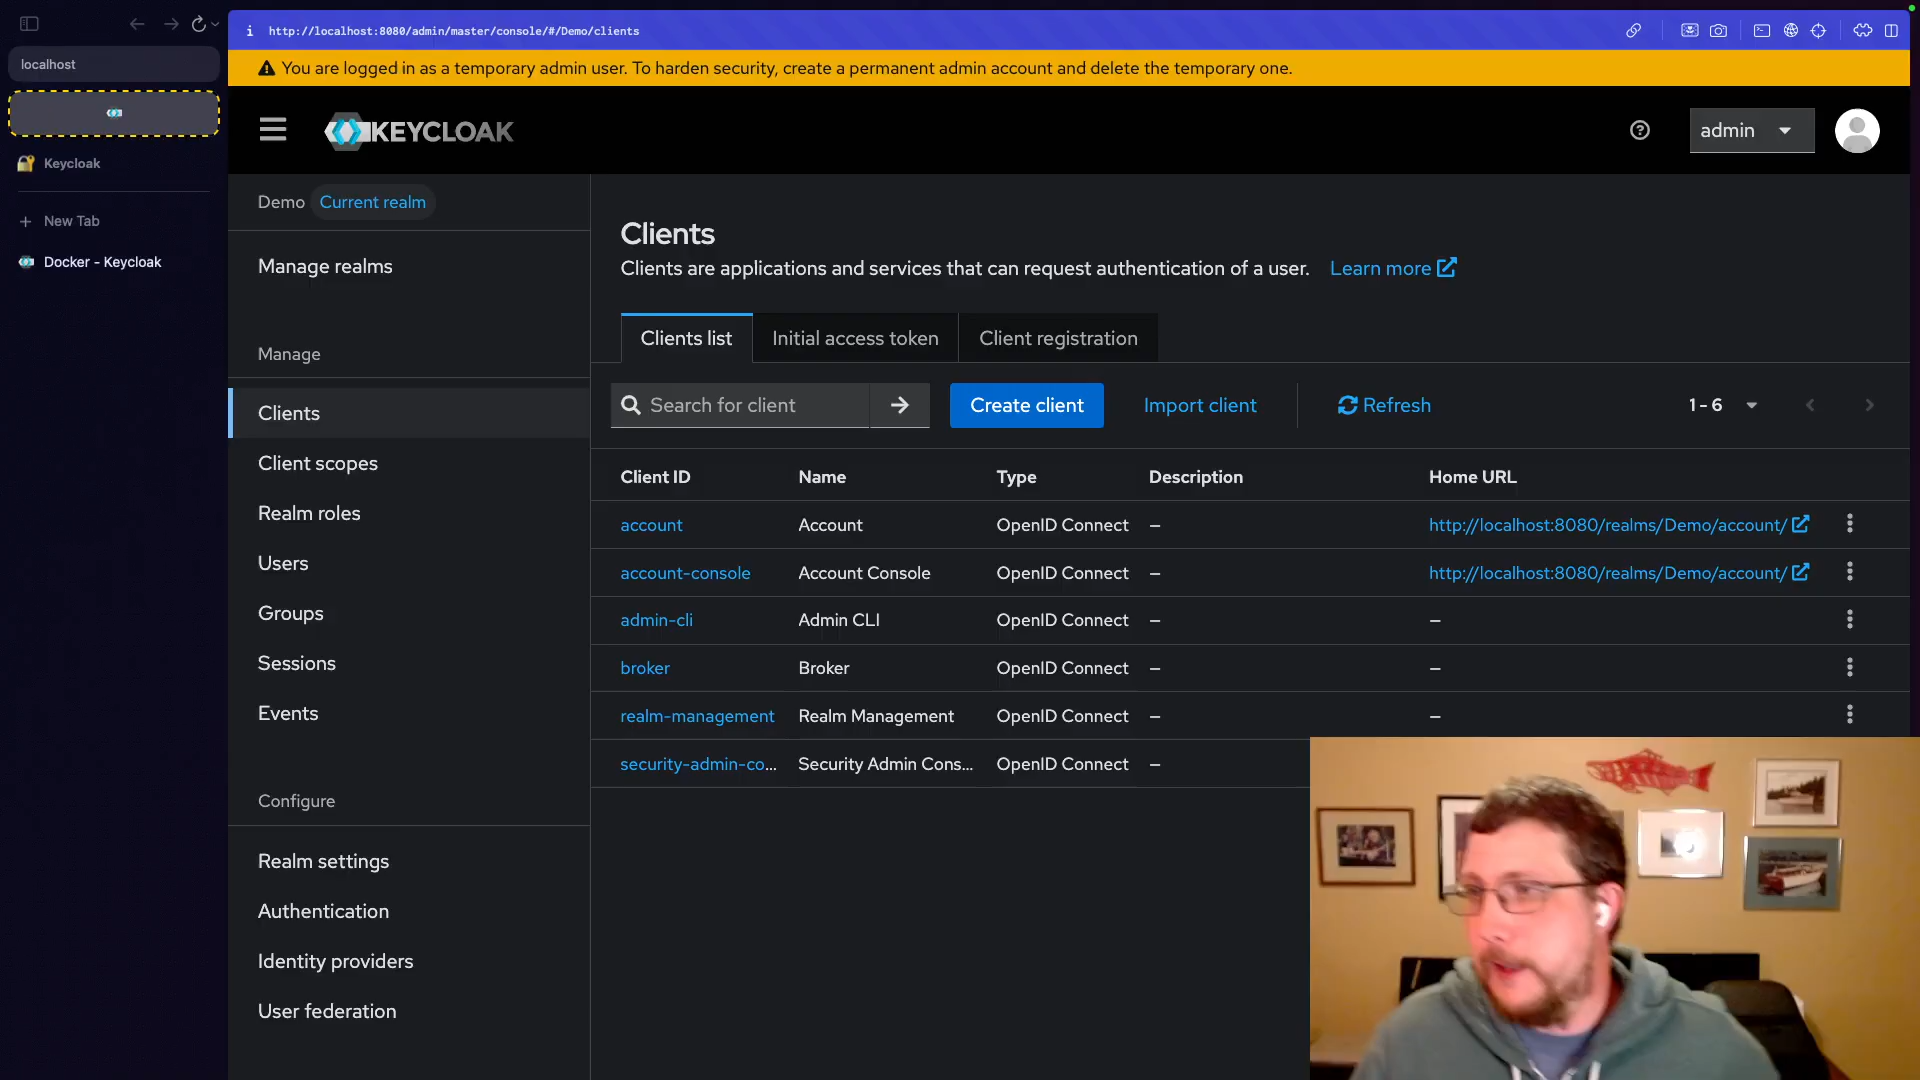 http://localhost:8080/admin/master/console/#/Demo/clients
localhost
Keycloak
New Tab
Docker - Keycloak
You are logged in as a temporary admin user. To harden security, create a permanent admin account and delete the temporary one.
KEYCLOAK
admin
Demo Current realm
Manage realms
Manage
Clients
Client scopes
Realm roles
Users
Groups
Sessions
Events
Configure
Realm settings
Authentication
Identity providers
User federation
Clients
Clients are applications and services that can request authentication of a user. Learn more
Clients list Initial access token Client registration
Search for client Create client Import client Refresh 1 - 6
Client ID Name Type Description Home URL
account Account OpenID Connect – http://localhost:8080/realms/Demo/account/
account-console Account Console OpenID Connect – http://localhost:8080/realms/Demo/account/
admin-cli Admin CLI OpenID Connect – –
broker Broker OpenID Connect – –
realm-management Realm Management OpenID Connect – –
security-admin-co... Security Admin Cons... OpenID Connect –